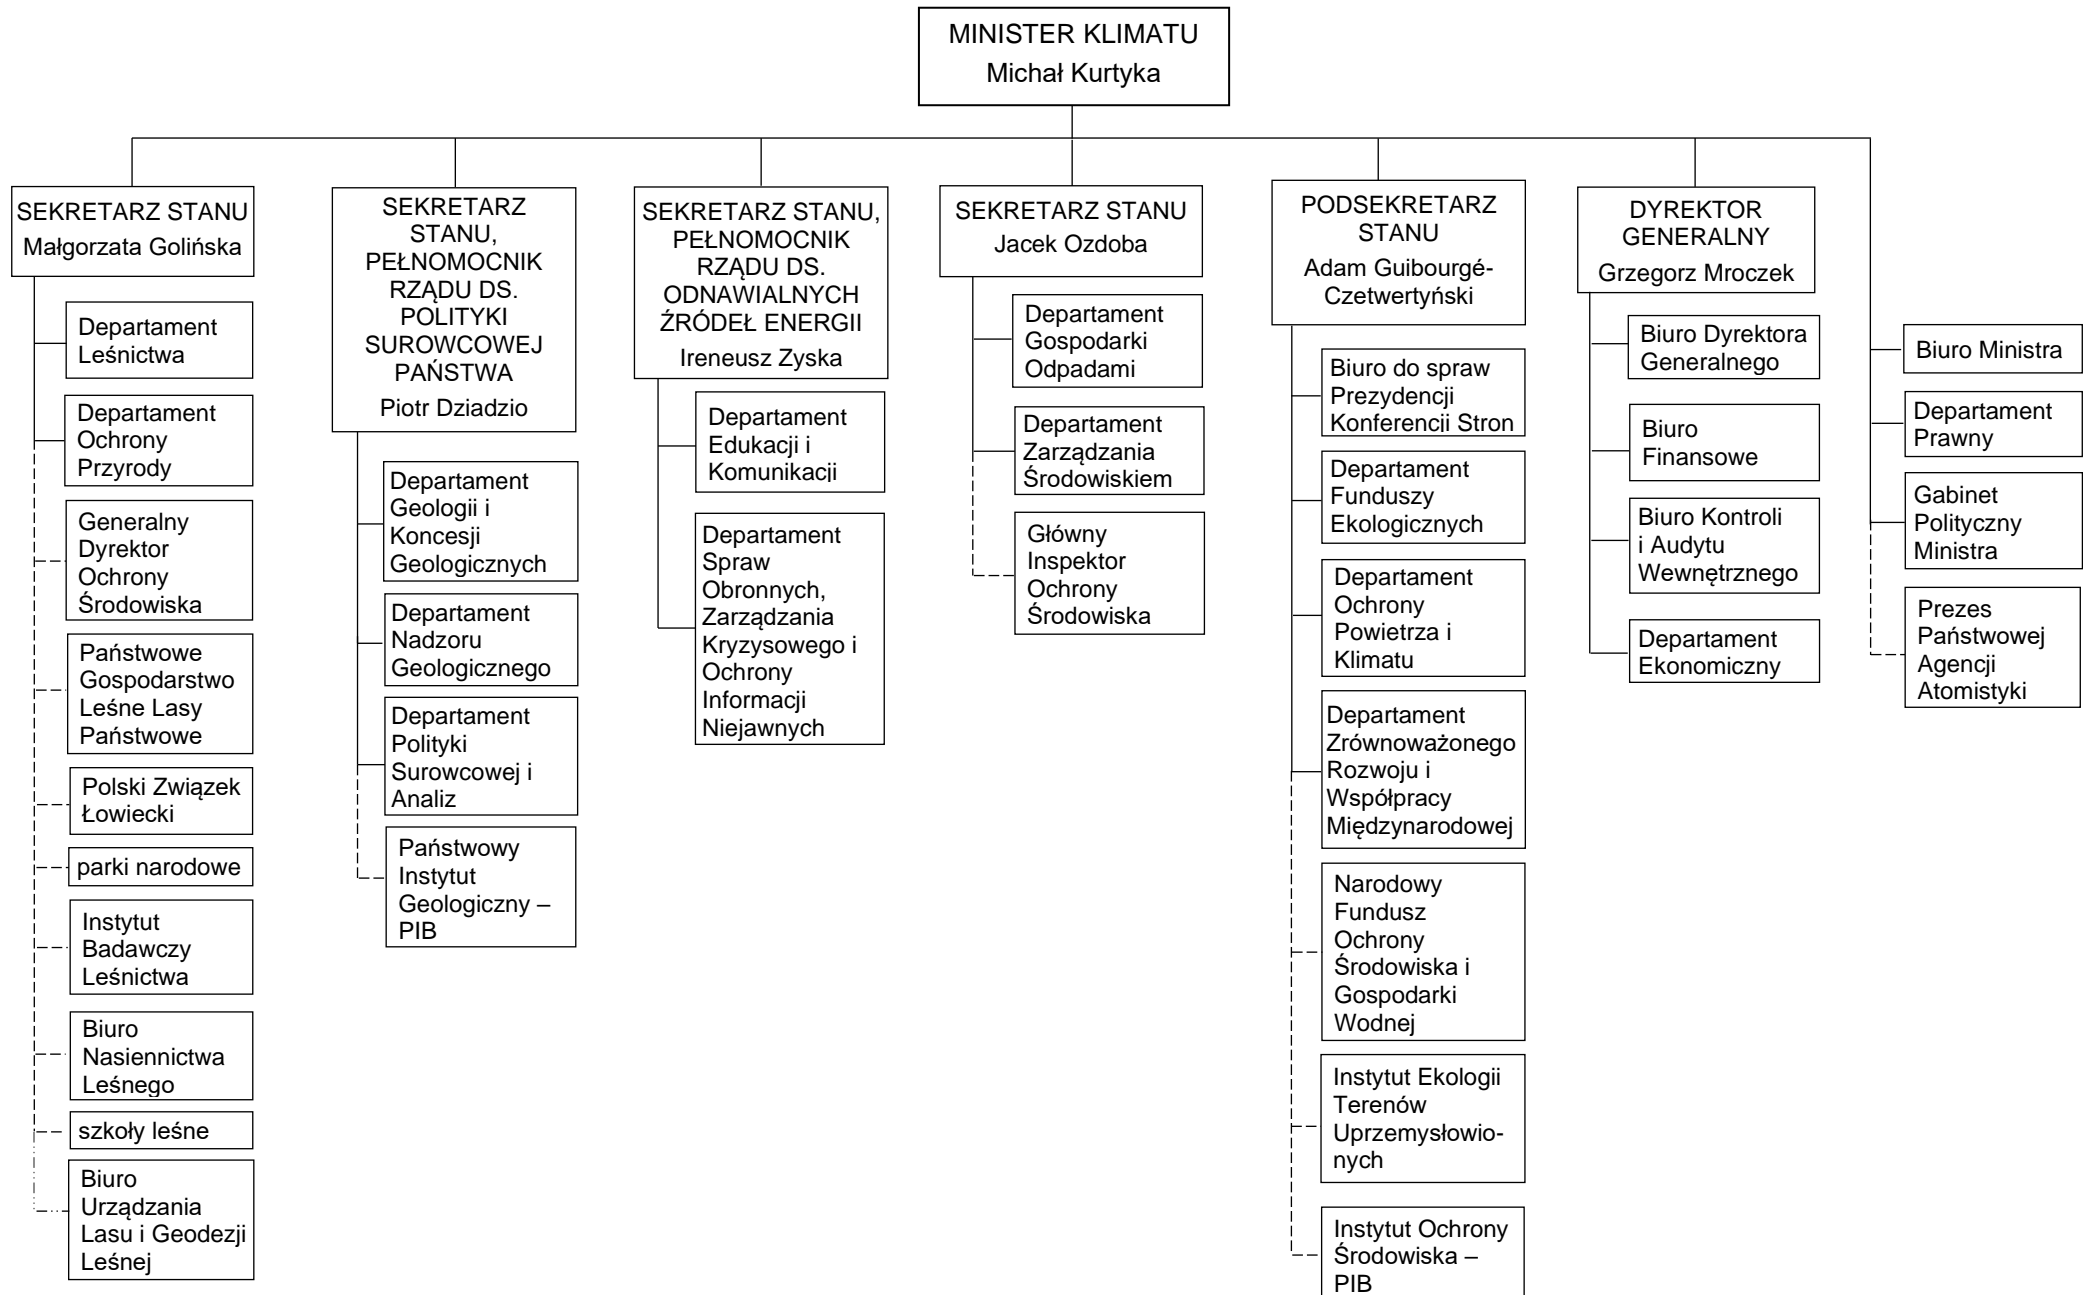 MINISTER KLIMATU
Michał Kurtyka
SEKRETARZ STANU
Małgorzata Golińska
Departament
Leśnictwa
Departament
Ochrony
Przyrody
Generalny
Dyrektor
Ochrony
Środowiska
Państwowe
Gospodarstwo
Leśne Lasy
Państwowe
Polski Związek
Łowiecki
parki narodowe
Instytut
Badawczy
Leśnictwa
Biuro
Nasiennictwa
Leśnego
szkoły leśne
Biuro
Urządzania
Lasu i Geodezji
Leśnej
SEKRETARZ
STANU,
PEŁNOMOCNIK
RZĄDU DS.
POLITYKI
SUROWCOWEJ
PAŃSTWA
Piotr Dziadzio
Departament
Geologii i
Koncesji
Geologicznych
Departament
Nadzoru
Geologicznego
Departament
Polityki
Surowcowej i
Analiz
Państwowy
Instytut
Geologiczny –
PIB
SEKRETARZ STANU,
PEŁNOMOCNIK
RZĄDU DS.
ODNAWIALNYCH
ŹRÓDEŁ ENERGII
Ireneusz Zyska
Departament
Edukacji i
Komunikacji
Departament
Spraw
Obronnych,
Zarządzania
Kryzysowego i
Ochrony
Informacji
Niejawnych
SEKRETARZ STANU
Jacek Ozdoba
Departament
Gospodarki
Odpadami
Departament
Zarządzania
Środowiskiem
Główny
Inspektor
Ochrony
Środowiska
PODSEKRETARZ
STANU
Adam Guibourgé-
Czetwertyński
Biuro do spraw
Prezydencji
Konferencii Stron
Departament
Funduszy
Ekologicznych
Departament
Ochrony
Powietrza i
Klimatu
Departament
Zrównoważonego
Rozwoju i
Współpracy
Międzynarodowej
Narodowy
Fundusz
Ochrony
Środowiska i
Gospodarki
Wodnej
Instytut Ekologii
Terenów
Uprzemysłowio-
nych
Instytut Ochrony
Środowiska –
PIB
DYREKTOR
GENERALNY
Grzegorz Mroczek
Biuro Dyrektora
Generalnego
Biuro
Finansowe
Biuro Kontroli
i Audytu
Wewnętrznego
Departament
Ekonomiczny
Biuro Ministra
Departament
Prawny
Gabinet
Polityczny
Ministra
Prezes
Państwowej
Agencji
Atomistyki